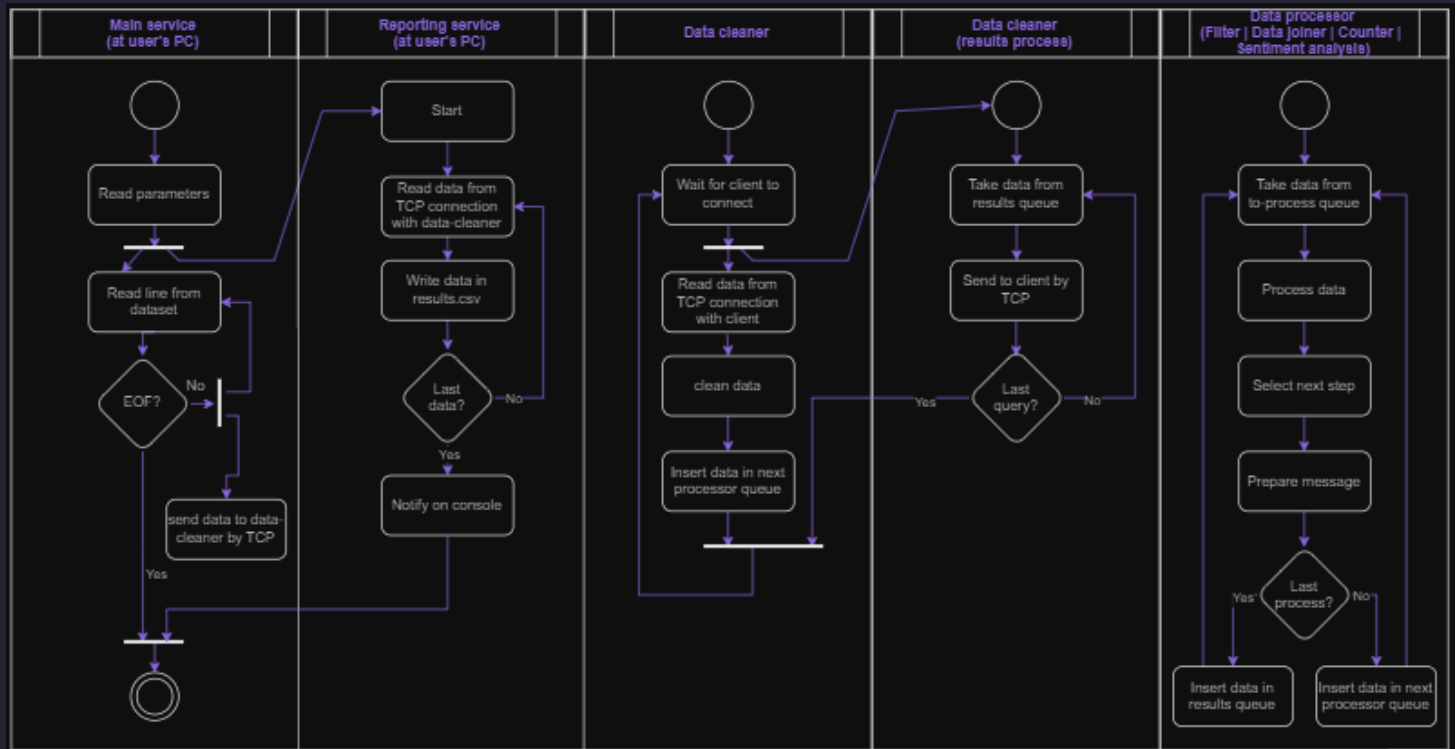 Main service
(at user's PC)
Reporting service
(at user's PC)
Data cleaner
Data cleaner
(results process)
Data processor
(Filter | Data joiner | Counter |
Sentiment analysis)
Read parameters
Read line from
dataset
EOF?
No
Yes
send data to data-
cleaner by TCP
Start
Read data from
TCP connection
with data-cleaner
Write data in
results.csv
Last
data?
No
Yes
Notify on console
Wait for client to
connect
Read data from
TCP connection
with client
clean data
Insert data in next
processor queue
Take data from
results queue
Send to client by
TCP
Last
query?
Yes
No
Take data from
to-process queue
Process data
Select next step
Prepare message
Last
process?
Yes
No
Insert data in
results queue
Insert data in next
processor queue